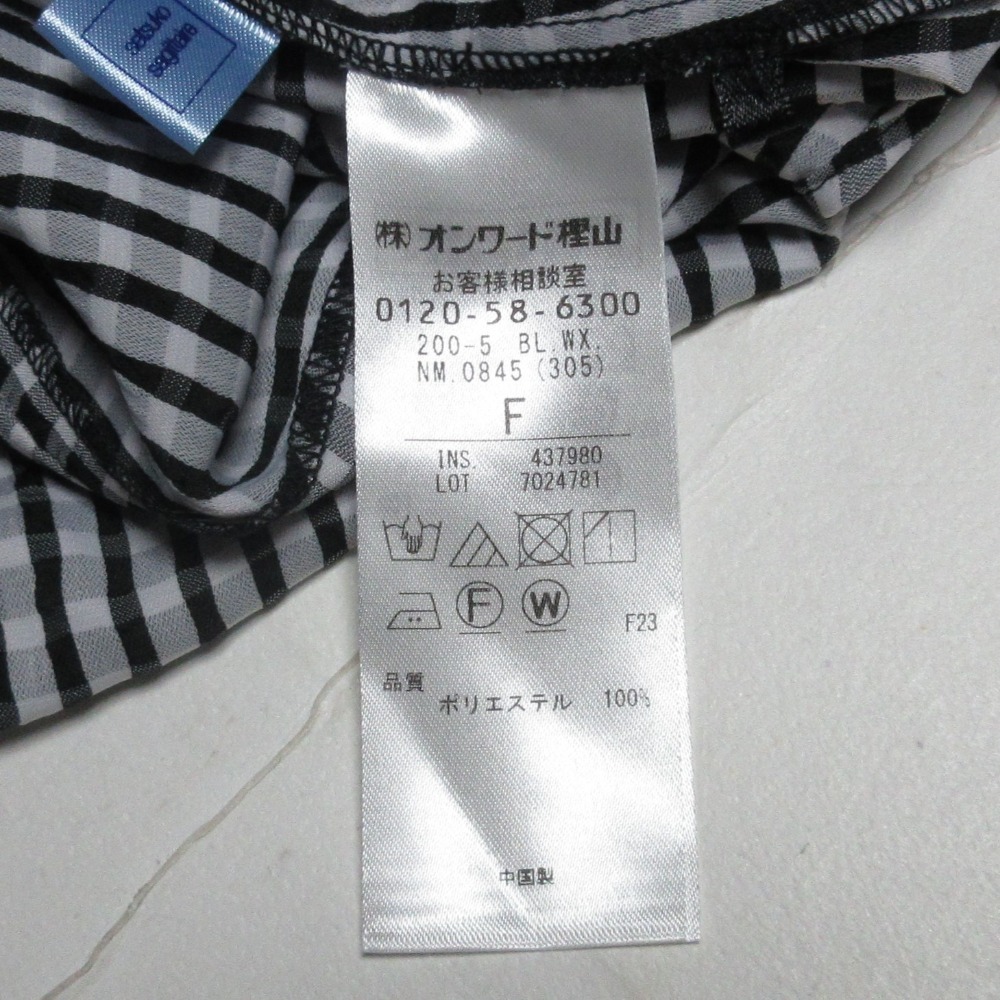 setsuko
sagittaire
㈱オンワード樫山
お客様相談室
0120-58-6300
200-5 BL.WX.
NM.0845(305)
F
INS. 437980
LOT 7024781
F W
F23
品質
ポリエステル 100%
中国製